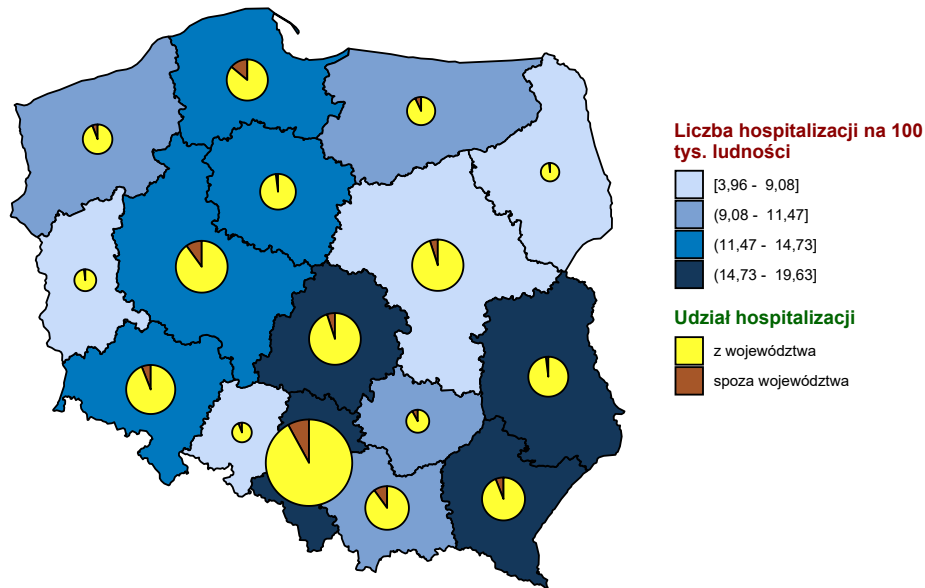 Liczba hospitalizacji na 100
tys. ludności
[3,96 - 9,08]
(9,08 - 11,47]
(11,47 - 14,73]
(14,73 - 19,63]
Udział hospitalizacji
z województwa
spoza województwa